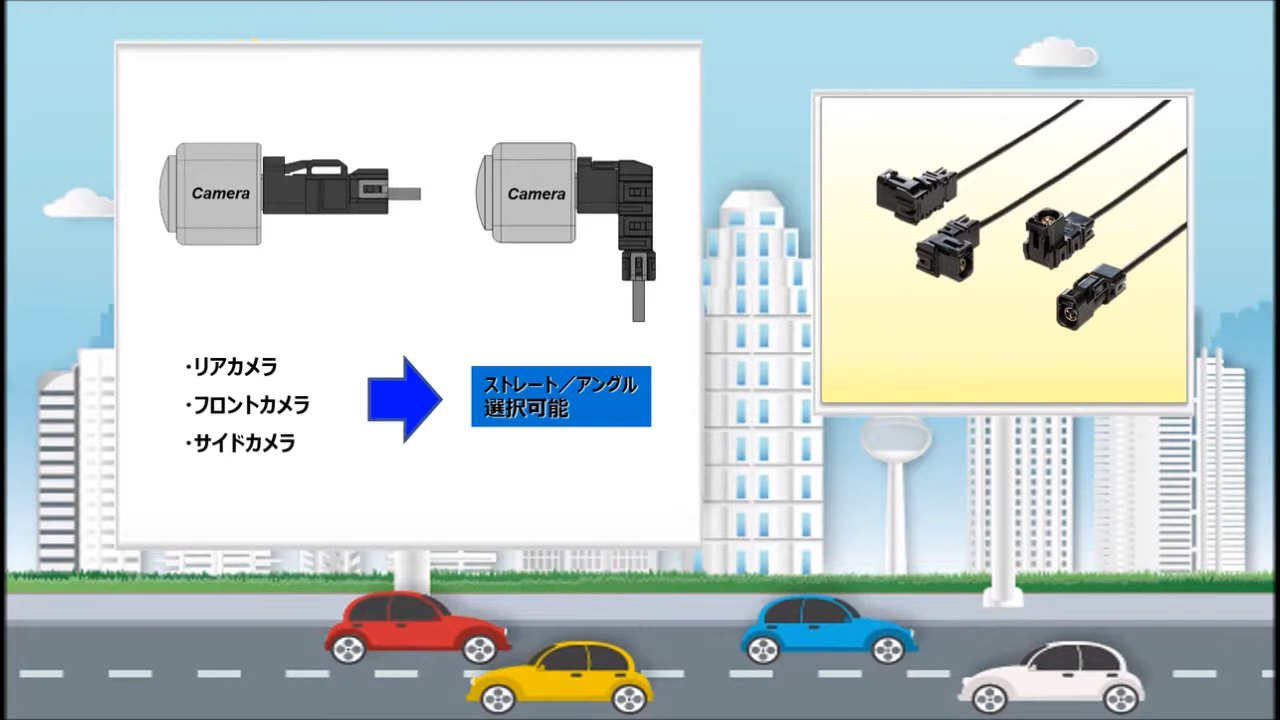 Camera
Camera
・リアカメラ
・フロントカメラ
・サイドカメラ
ストレート／アングル
選択可能